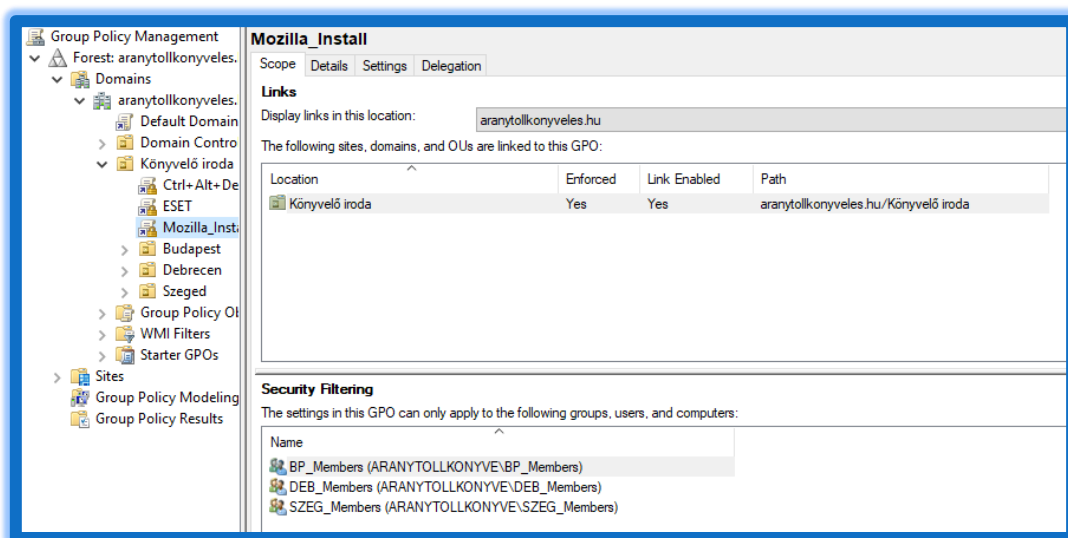 Group Policy Management
Forest: aranytollkonyveles.
Domains
aranytollkonyveles.
Default Domain
Domain Contro
Könyvelő iroda
Ctrl+Alt+De
ESET
Mozilla_Insta
Budapest
Debrecen
Szeged
Group Policy Ob
WMI Filters
Starter GPOs
Sites
Group Policy Modeling
Group Policy Results
Mozilla_Install
Scope Details Settings Delegation
Links
Display links in this location: aranytollkonyveles.hu
The following sites, domains, and OUs are linked to this GPO:
Location Enforced Link Enabled Path
Könyvelő iroda Yes Yes aranytollkonyveles.hu/Könyvelő iroda
Security Filtering
The settings in this GPO can only apply to the following groups, users, and computers:
Name
BP_Members (ARANYTOLLKONYVE\BP_Members)
DEB_Members (ARANYTOLLKONYVE\DEB_Members)
SZEG_Members (ARANYTOLLKONYVE\SZEG_Members)